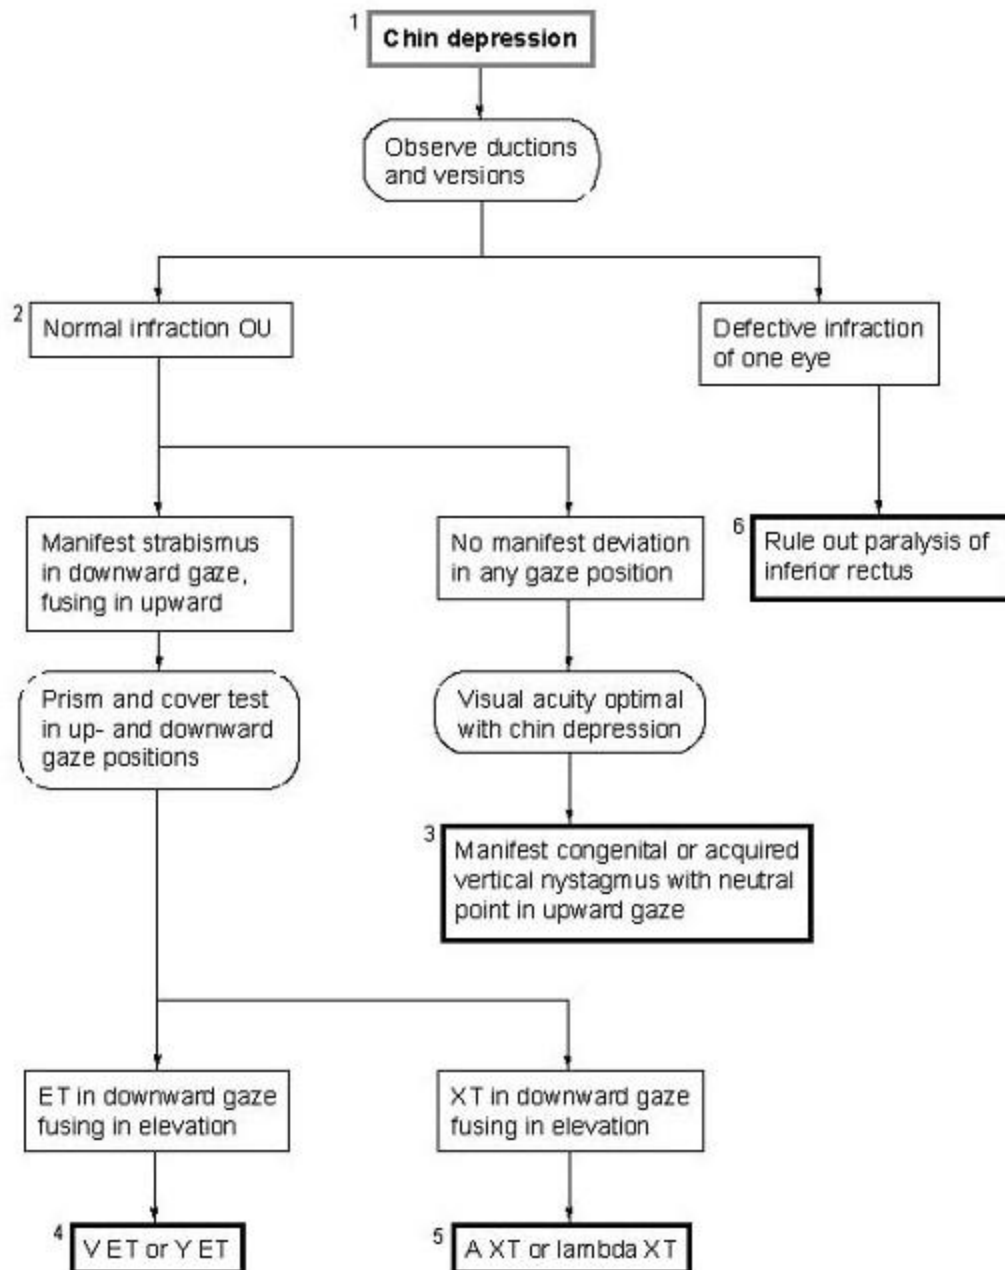 1
Chin depression
Observe ductions
and versions
2
Normal infraction OU
Defective infraction
of one eye
Manifest strabismus
in downward gaze,
fusing in upward
No manifest deviation
in any gaze position
6
Rule out paralysis of
inferior rectus
Prism and cover test
in up- and downward
gaze positions
Visual acuity optimal
with chin depression
3
Manifest congenital or acquired
vertical nystagmus with neutral
point in upward gaze
ET in downward gaze
fusing in elevation
XT in downward gaze
fusing in elevation
4
V ET or Y ET
5
A XT or lambda XT